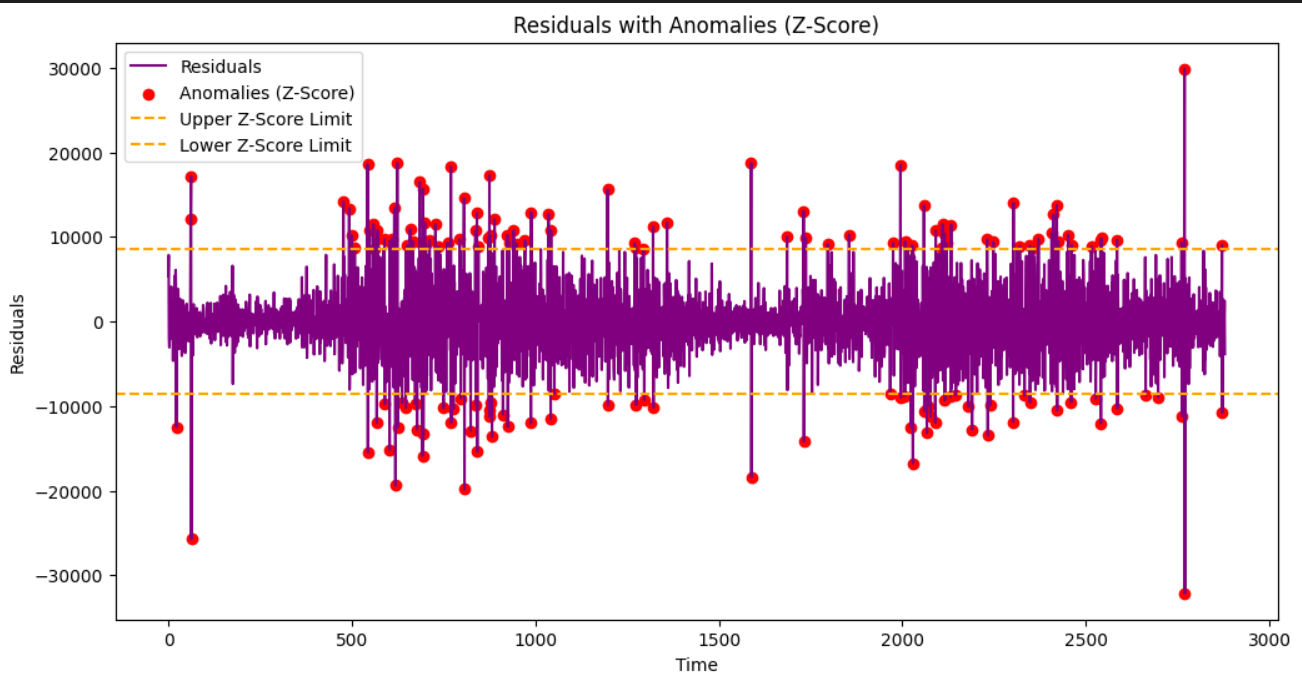 Residuals with Anomalies (Z-Score)
Residuals
Anomalies (Z-Score)
Upper Z-Score Limit
Lower Z-Score Limit
30000
20000
10000
0
−10000
−20000
−30000
Residuals
0 500 1000 1500 2000 2500 3000
Time